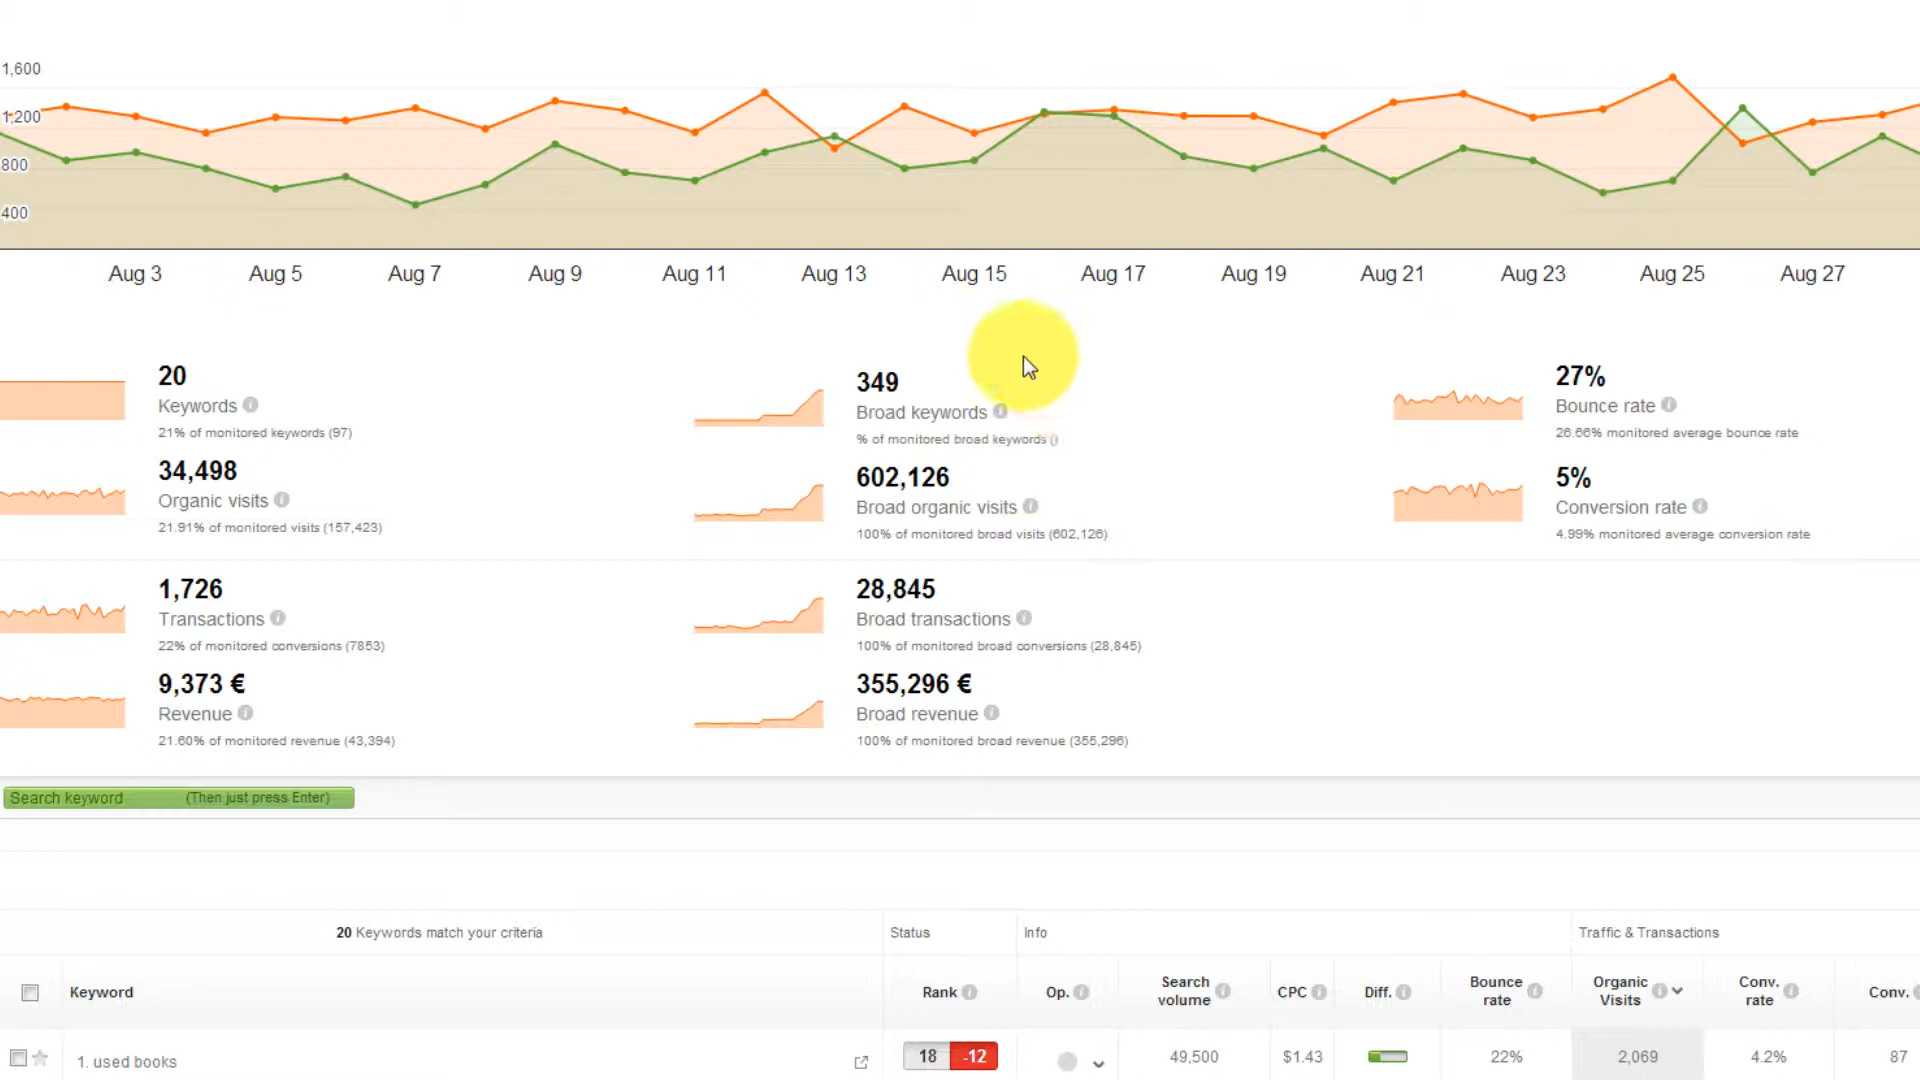 1,600
1,200
800
400
Aug 3 Aug 5 Aug 7 Aug 9 Aug 11 Aug 13 Aug 15 Aug 17 Aug 19 Aug 21 Aug 23 Aug 25 Aug 27
20
Keywords
21% of monitored keywords (97)
34,498
Organic visits
21.91% of monitored visits (157,423)
1,726
Transactions
22% of monitored conversions (7853)
9,373 €
Revenue
21.60% of monitored revenue (43,394)
349
Broad keywords
% of monitored broad keywords ()
602,126
Broad organic visits
100% of monitored broad visits (602,126)
28,845
Broad transactions
100% of monitored broad conversions (28,845)
355,296 €
Broad revenue
100% of monitored broad revenue (355,296)
27%
Bounce rate
26.66% monitored average bounce rate
5%
Conversion rate
4.99% monitored average conversion rate
Search keyword (Then just press Enter)
20 Keywords match your criteria Status Info Traffic & Transactions
Keyword Rank Op. Search volume CPC Diff. Bounce rate Organic Visits Conv. rate Conv.
1. used books 18 -12 49,500 $1.43 22% 2,069 4.2% 87